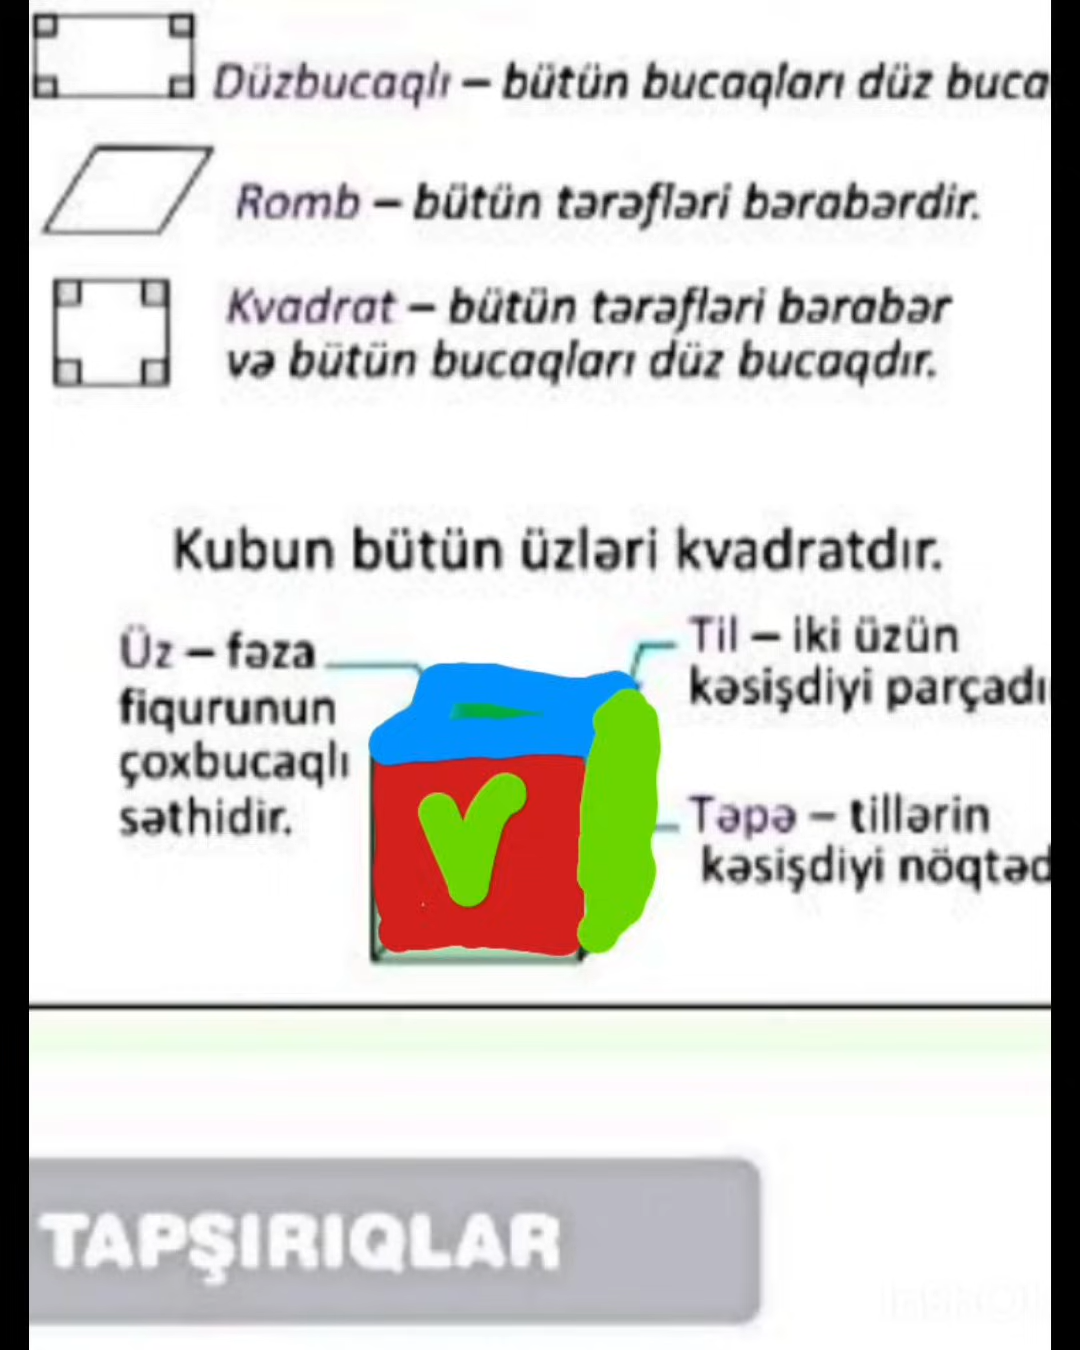 Düzbucaqlı – bütün bucaqları düz buca
Romb – bütün tərəfləri bərabərdir.
Kvadrat – bütün tərəfləri bərabər
və bütün bucaqları düz bucaqdır.
Kubun bütün üzləri kvadratdır.
Üz – fəza
fiqurunun
çoxbucaqlı
səthidir.
Til – iki üzün
kəsişdiyi parçadı
Təpə – tillərin
kəsişdiyi nöqtəd
TAPŞIRIQLAR